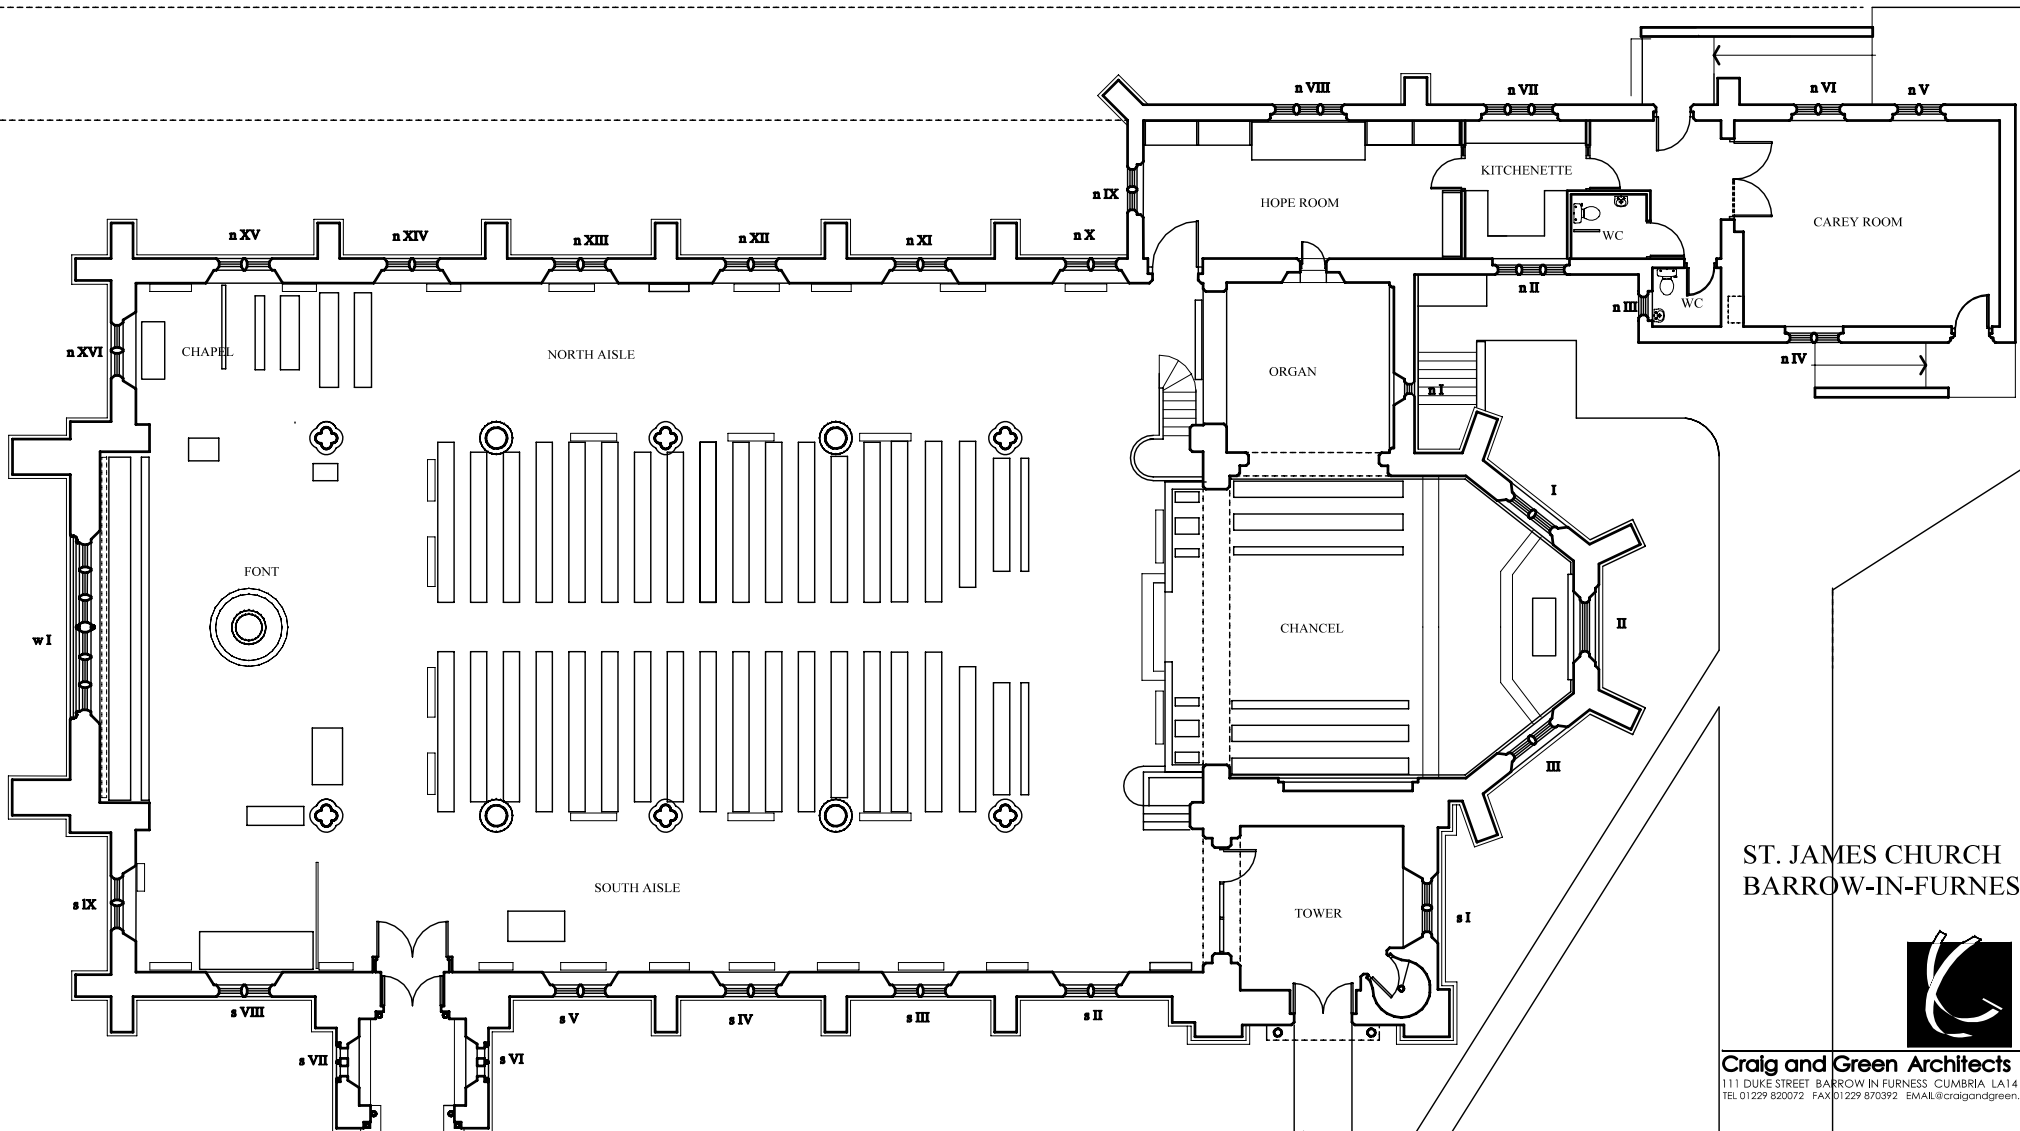 n VIII
n VII
n VI
n V
KITCHENETTE
n IX
HOPE ROOM
CAREY ROOM
WC
n XV
n XIV
n XIII
n XII
n XI
n X
n II
n III
WC
n XVI
CHAPEL
NORTH AISLE
ORGAN
n IV
n I
I
FONT
w I
CHANCEL
II
III
ST. JAMES CHURCH
BARROW-IN-FURNES
SOUTH AISLE
s IX
TOWER
s I
s VIII
s V
s IV
s III
s II
s VII
s VI
Craig and Green Architects
111 DUKE STREET BARROW IN FURNESS CUMBRIA LA14
TEL 01229 820072 FAX 01229 870392 EMAIL@craigandgreen.